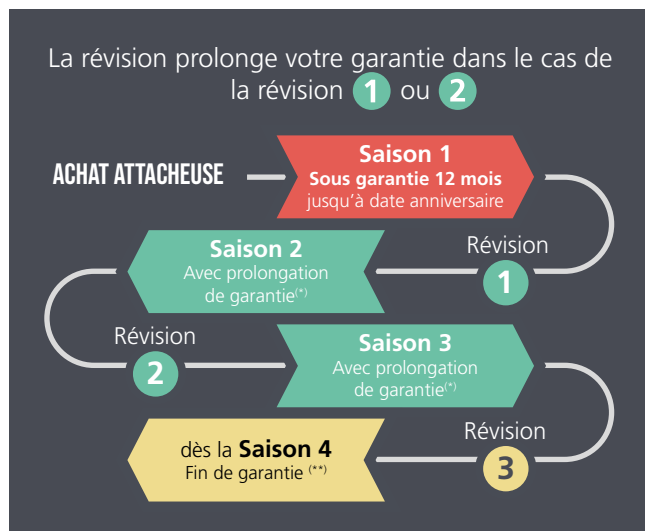 La révision prolonge votre garantie dans le cas de
la révision 1 ou 2
ACHAT ATTACHEUSE
Saison 1
Sous garantie 12 mois
jusqu'à date anniversaire
Révision
1
Saison 2
Avec prolongation
de garantie(*)
Révision
2
Saison 3
Avec prolongation
de garantie(*)
Révision
3
dès la Saison 4
Fin de garantie (**)